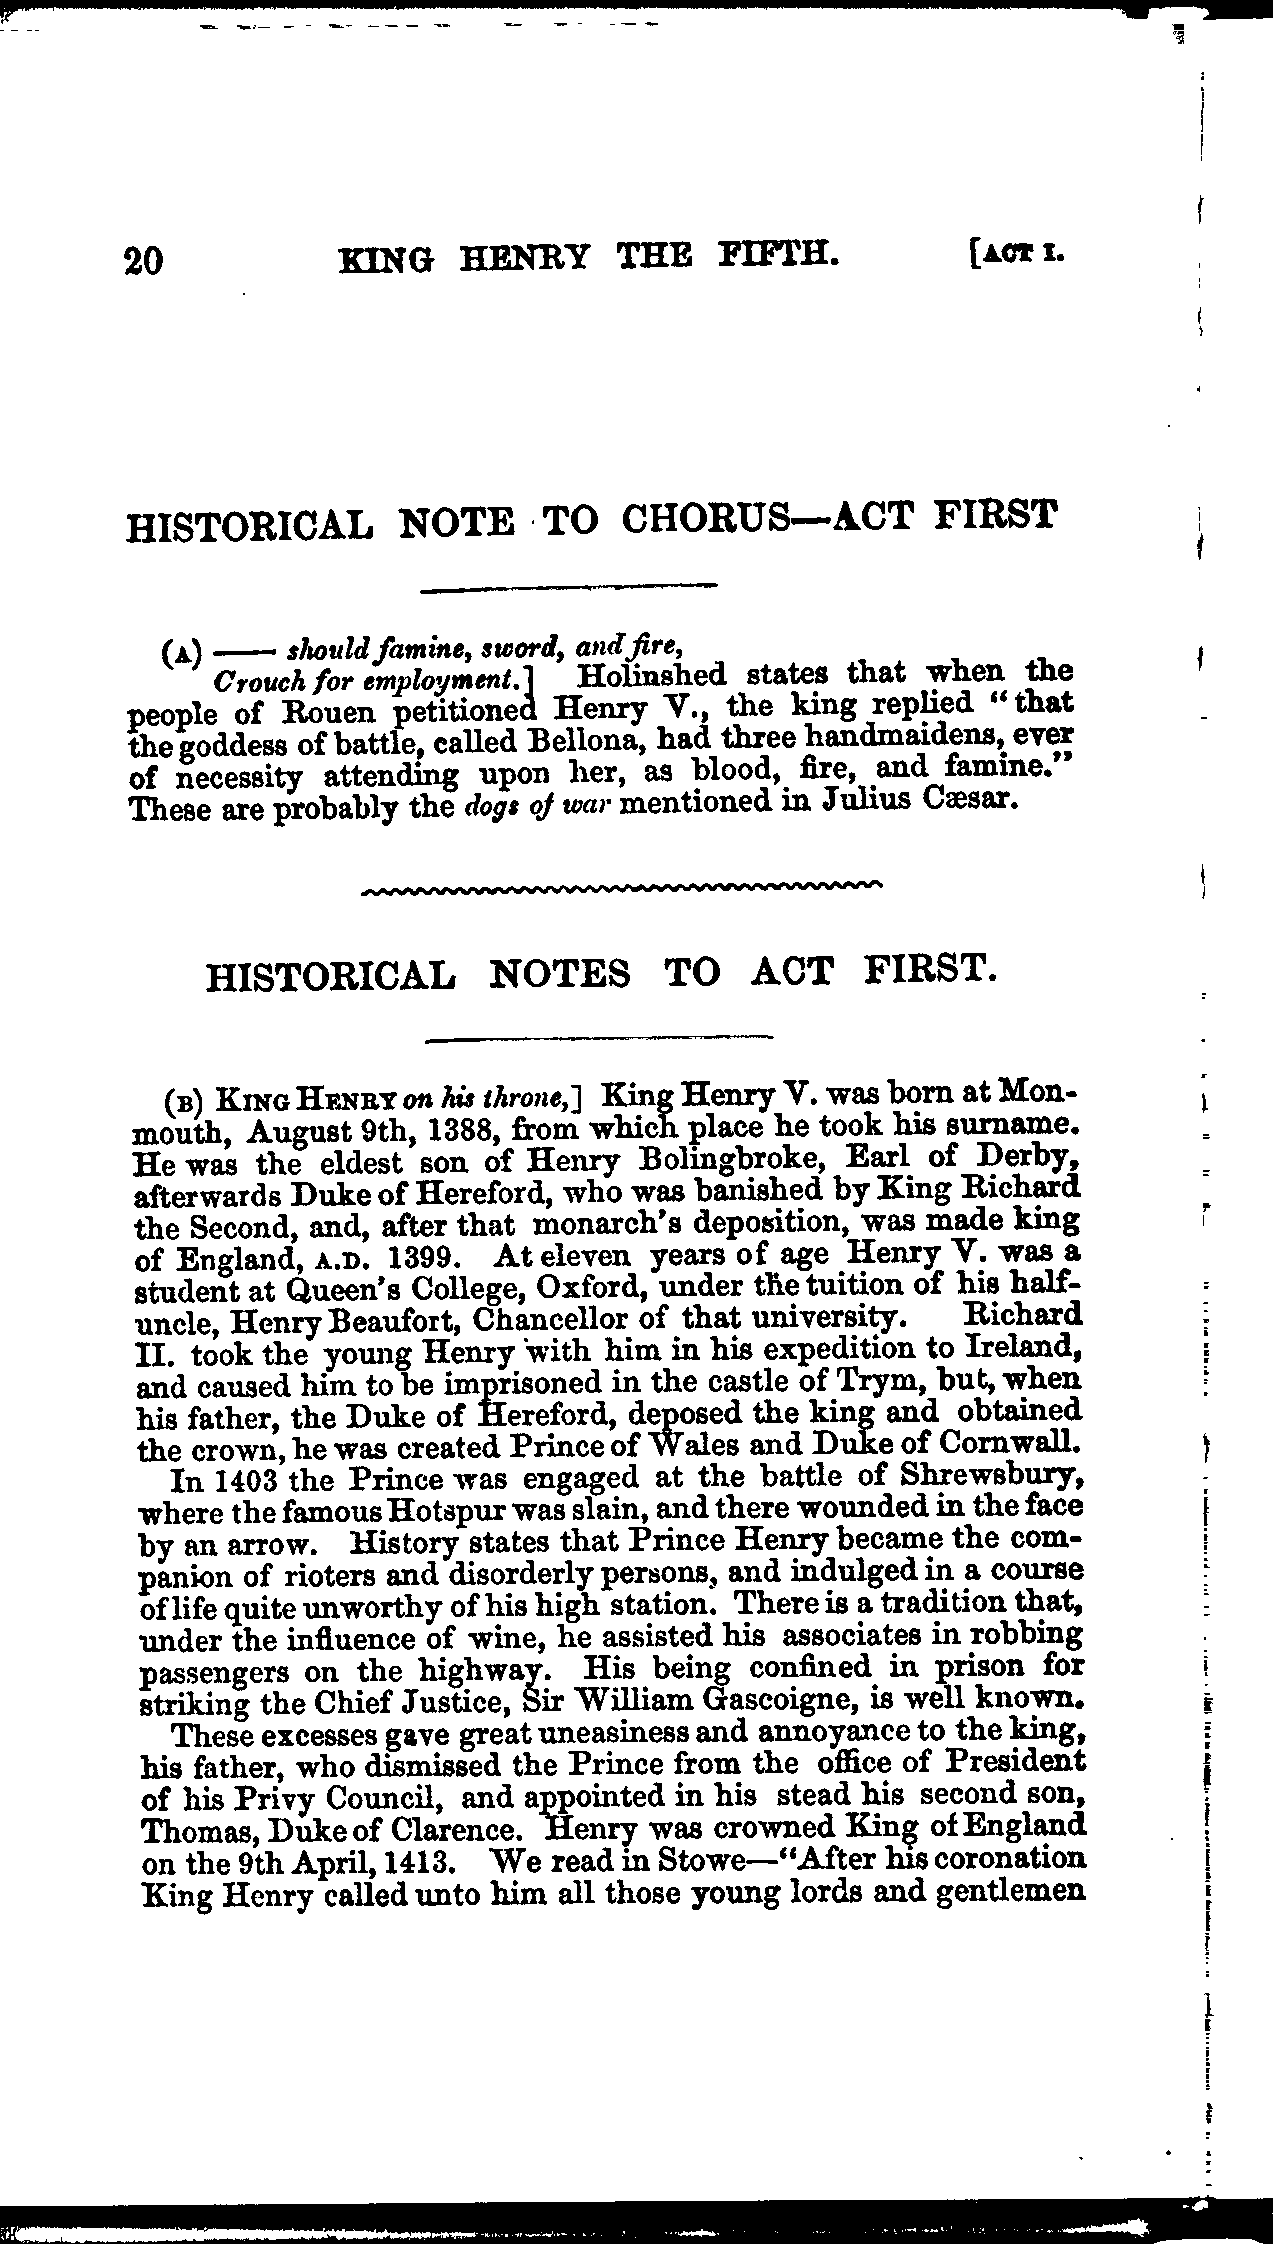 20 KING HENRY THE FIFTH. [ACT I.
HISTORICAL NOTE TO CHORUS—ACT FIRST
(A) —— should famine, sword, and fire,
Crouch for employment.] Holinshed states that when the
people of Rouen petitioned Henry V., the king replied "that
the goddess of battle, called Bellona, had three handmaidens, ever
of necessity attending upon her, as blood, fire, and famine."
These are probably the dogs of war mentioned in Julius Cæsar.
HISTORICAL NOTES TO ACT FIRST.
(B) KING HENRY on his throne,] King Henry V. was born at Mon-
mouth, August 9th, 1388, from which place he took his surname.
He was the eldest son of Henry Bolingbroke, Earl of Derby,
afterwards Duke of Hereford, who was banished by King Richard
the Second, and, after that monarch's deposition, was made king
of England, A.D. 1399. At eleven years of age Henry V. was a
student at Queen's College, Oxford, under the tuition of his half-
uncle, Henry Beaufort, Chancellor of that university. Richard
II. took the young Henry with him in his expedition to Ireland,
and caused him to be imprisoned in the castle of Trym, but, when
his father, the Duke of Hereford, deposed the king and obtained
the crown, he was created Prince of Wales and Duke of Cornwall.
In 1403 the Prince was engaged at the battle of Shrewsbury,
where the famous Hotspur was slain, and there wounded in the face
by an arrow. History states that Prince Henry became the com-
panion of rioters and disorderly persons, and indulged in a course
of life quite unworthy of his high station. There is a tradition that,
under the influence of wine, he assisted his associates in robbing
passengers on the highway. His being confined in prison for
striking the Chief Justice, Sir William Gascoigne, is well known.
These excesses gave great uneasiness and annoyance to the king,
his father, who dismissed the Prince from the office of President
of his Privy Council, and appointed in his stead his second son,
Thomas, Duke of Clarence. Henry was crowned King of England
on the 9th April, 1413. We read in Stowe—"After his coronation
King Henry called unto him all those young lords and gentlemen